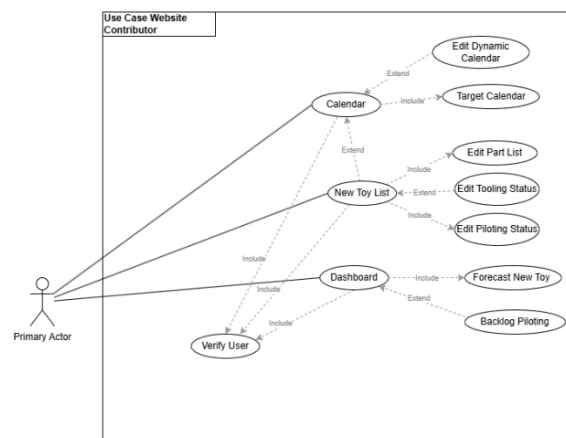 Use Case Website
Contributor
Edit Dynamic
Calendar
Extend
Calendar
Include
Target Calendar
Extend
Include
Edit Part List
New Toy List
Extend
Edit Tooling Status
Include
Edit Piloting Status
Include
Include
Dashboard
Include
Forecast New Toy
Extend
Include
Backlog Piloting
Primary Actor
Verify User